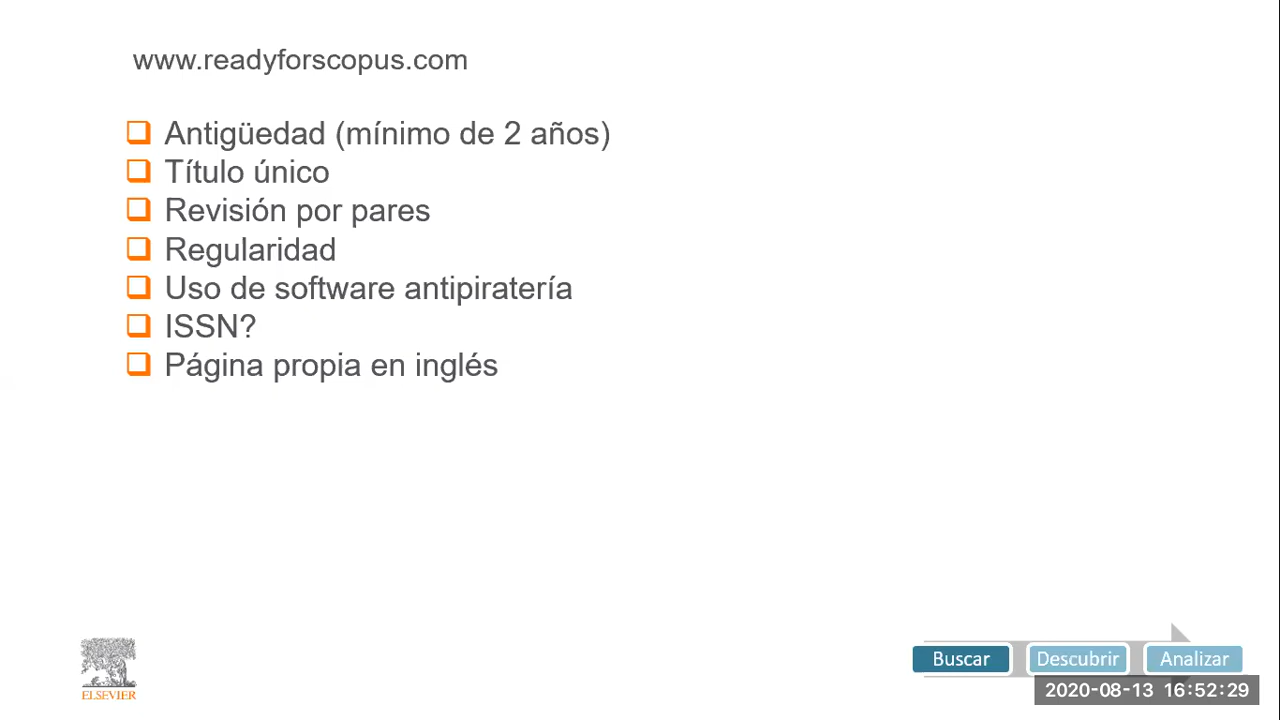 www.readyforscopus.com
Antigüedad (mínimo de 2 años)
Título único
Revisión por pares
Regularidad
Uso de software antipiratería
ISSN?
Página propia en inglés
ELSEVIER
Buscar
Descubrir
Analizar
2020-08-13 16:52:29